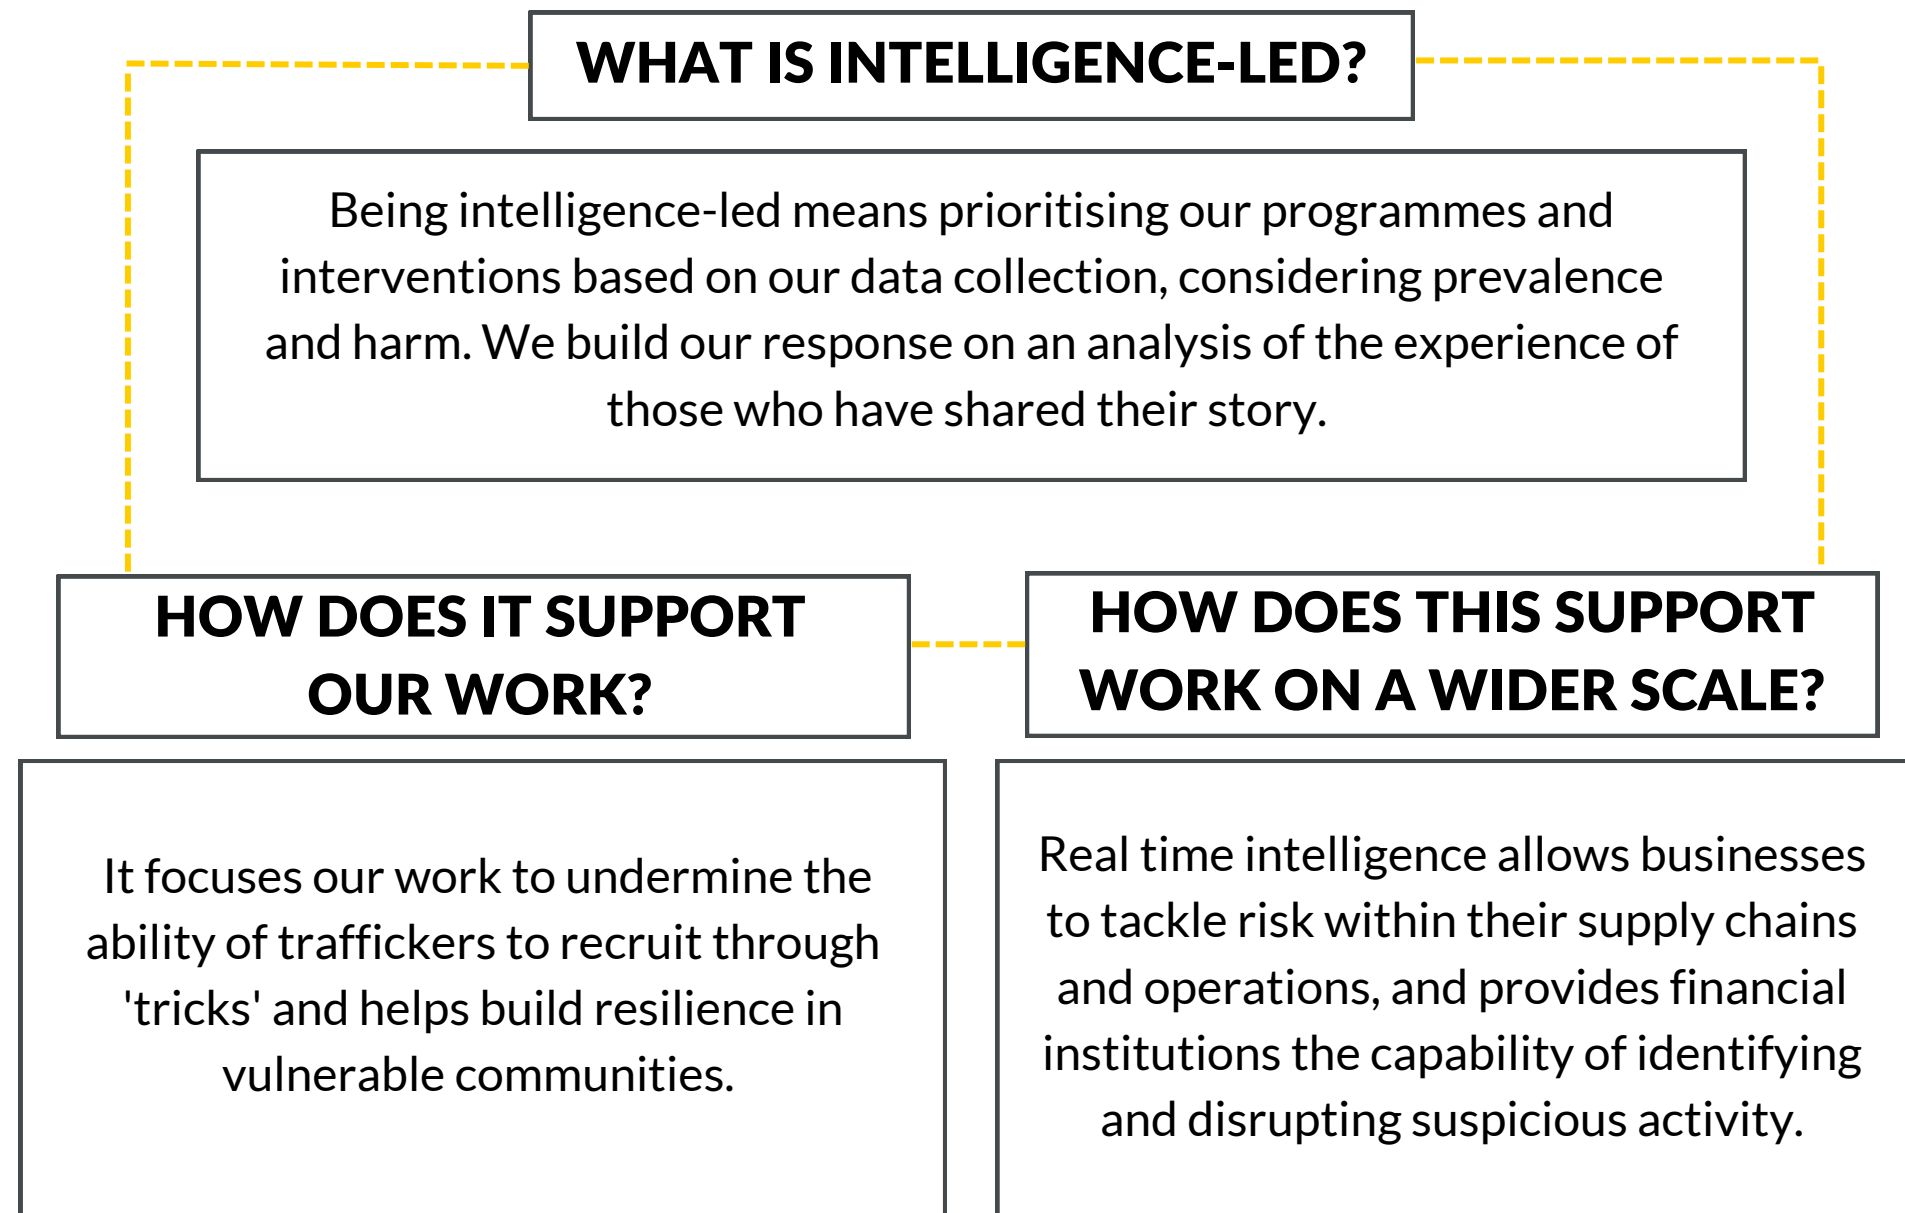 WHAT IS INTELLIGENCE-LED?
Being intelligence-led means prioritising our programmes and
interventions based on our data collection, considering prevalence
and harm. We build our response on an analysis of the experience of
those who have shared their story.
HOW DOES IT SUPPORT
OUR WORK?
It focuses our work to undermine the
ability of traffickers to recruit through
'tricks' and helps build resilience in
vulnerable communities.
HOW DOES THIS SUPPORT
WORK ON A WIDER SCALE?
Real time intelligence allows businesses
to tackle risk within their supply chains
and operations, and provides financial
institutions the capability of identifying
and disrupting suspicious activity.